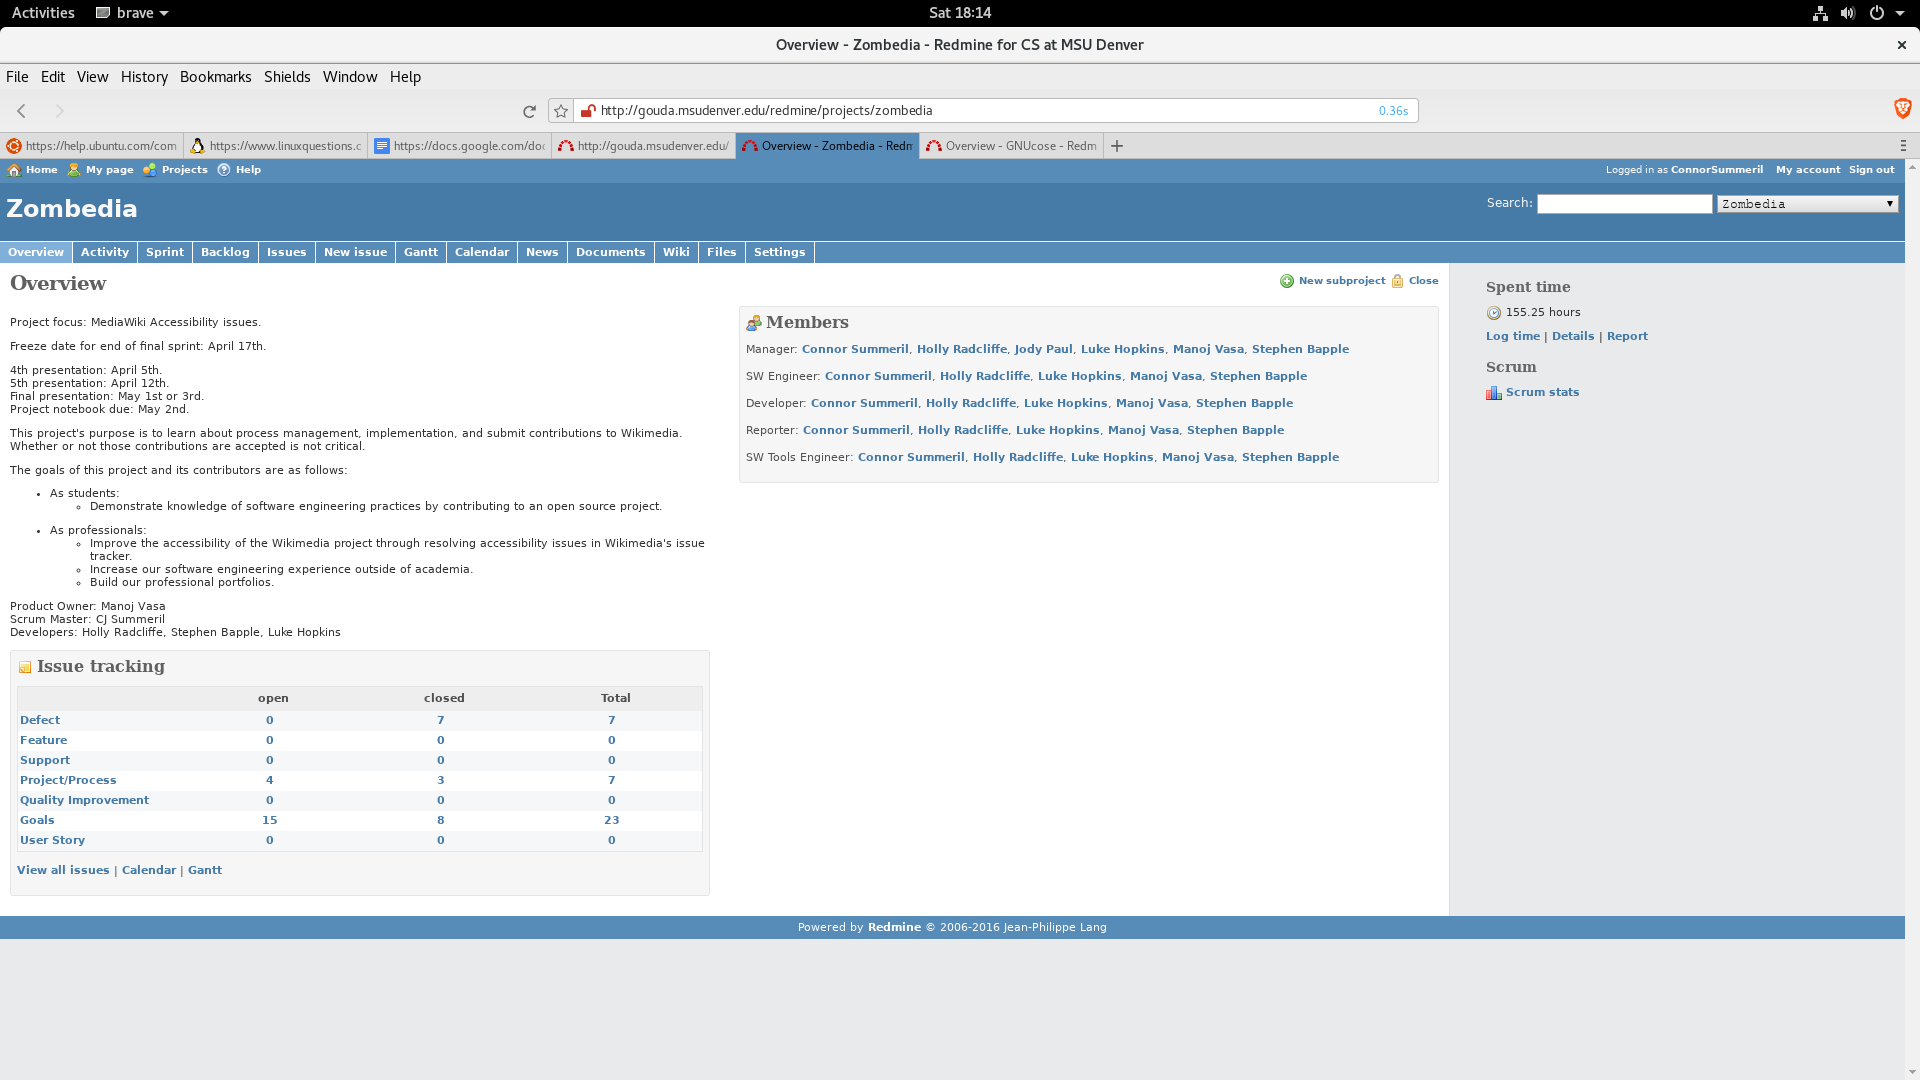 Activities brave Sat 18:14
Overview - Zombedia - Redmine for CS at MSU Denver
File Edit View History Bookmarks Shields Window Help
http://gouda.msudenver.edu/redmine/projects/zombedia 0.36s
https://help.ubuntu.com/com https://www.linuxquestions.c https://docs.google.com/doc http://gouda.msudenver.edu/ Overview - Zombedia - Redm Overview - GNUcose - Redm
Home My page Projects Help Logged in as ConnorSummeril My account Sign out
Zombedia Search: Zombedia
Overview Activity Sprint Backlog Issues New issue Gantt Calendar News Documents Wiki Files Settings
Overview
New subproject Close
Project focus: MediaWiki Accessibility issues.
Freeze date for end of final sprint: April 17th.
4th presentation: April 5th.
5th presentation: April 12th.
Final presentation: May 1st or 3rd.
Project notebook due: May 2nd.
This project's purpose is to learn about process management, implementation, and submit contributions to Wikimedia.
Whether or not those contributions are accepted is not critical.
The goals of this project and its contributors are as follows:
• As students:
◦ Demonstrate knowledge of software engineering practices by contributing to an open source project.
• As professionals:
◦ Improve the accessibility of the Wikimedia project through resolving accessibility issues in Wikimedia's issue
tracker.
◦ Increase our software engineering experience outside of academia.
◦ Build our professional portfolios.
Product Owner: Manoj Vasa
Scrum Master: CJ Summeril
Developers: Holly Radcliffe, Stephen Bapple, Luke Hopkins
Issue tracking
open closed Total
Defect 0 7 7
Feature 0 0 0
Support 0 0 0
Project/Process 4 3 7
Quality Improvement 0 0 0
Goals 15 8 23
User Story 0 0 0
View all issues | Calendar | Gantt
Members
Manager: Connor Summeril, Holly Radcliffe, Jody Paul, Luke Hopkins, Manoj Vasa, Stephen Bapple
SW Engineer: Connor Summeril, Holly Radcliffe, Luke Hopkins, Manoj Vasa, Stephen Bapple
Developer: Connor Summeril, Holly Radcliffe, Luke Hopkins, Manoj Vasa, Stephen Bapple
Reporter: Connor Summeril, Holly Radcliffe, Luke Hopkins, Manoj Vasa, Stephen Bapple
SW Tools Engineer: Connor Summeril, Holly Radcliffe, Luke Hopkins, Manoj Vasa, Stephen Bapple
Spent time
155.25 hours
Log time | Details | Report
Scrum
Scrum stats
Powered by Redmine © 2006-2016 Jean-Philippe Lang